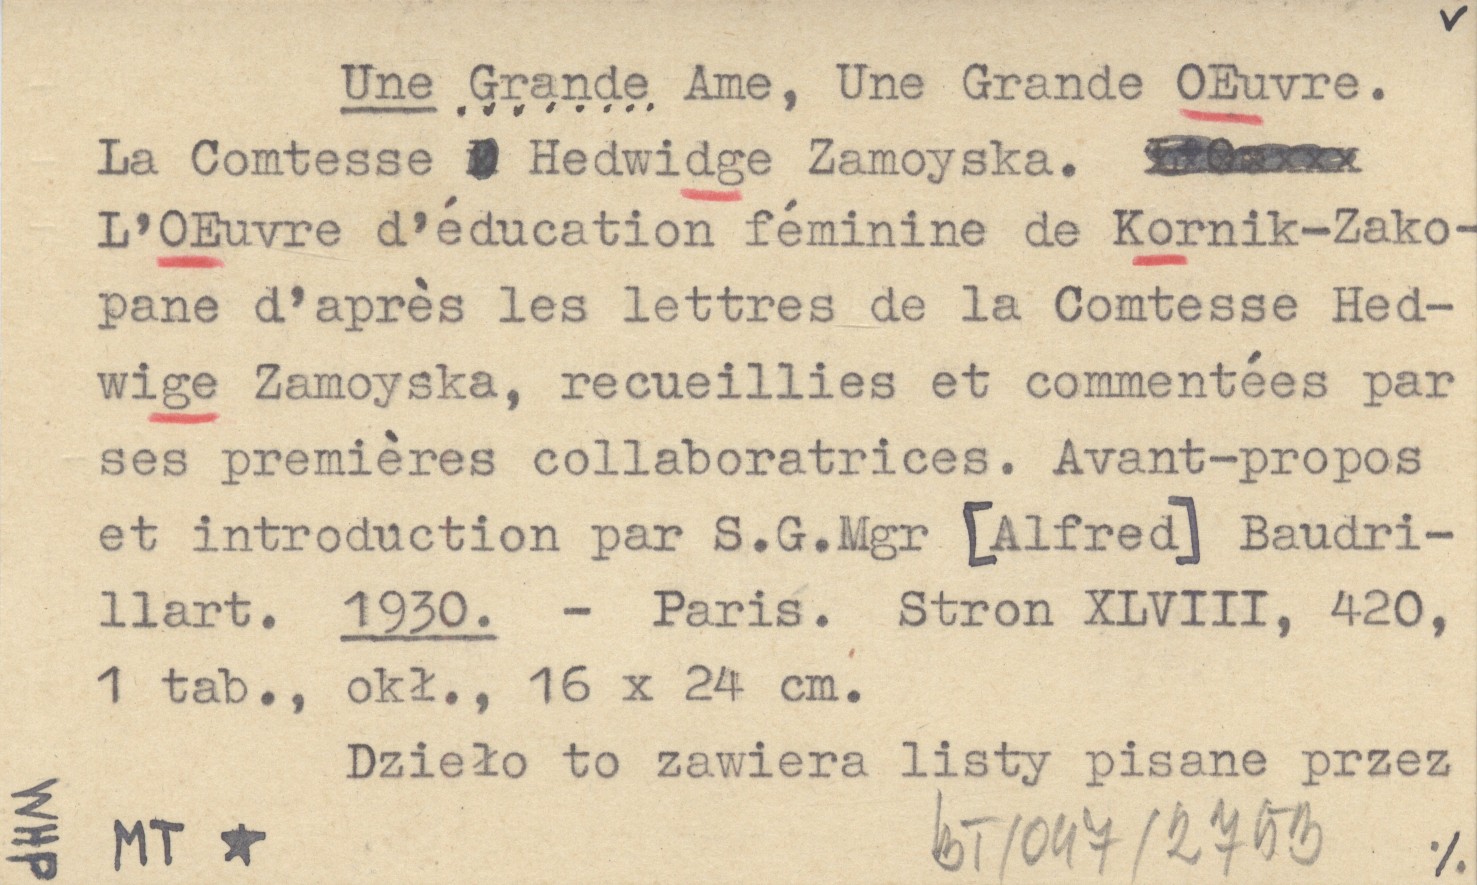 Une Grande Ame, Une Grande OEuvre.
La Comtesse Hedwidge Zamoyska.
L'OEuvre d'éducation féminine de Kornik-Zako-
pane d'après les lettres de la Comtesse Hed-
wige Zamoyska, recueillies et commentées par
ses premières collaboratrices. Avant-propos
et introduction par S.G.Mgr [Alfred] Baudri-
llart. 1930. - Paris. Stron XLVIII, 420,
1 tab., okł., 16 x 24 cm.
Dzieło to zawiera listy pisane przez
WHP
MT ★
BT/047/2753
%